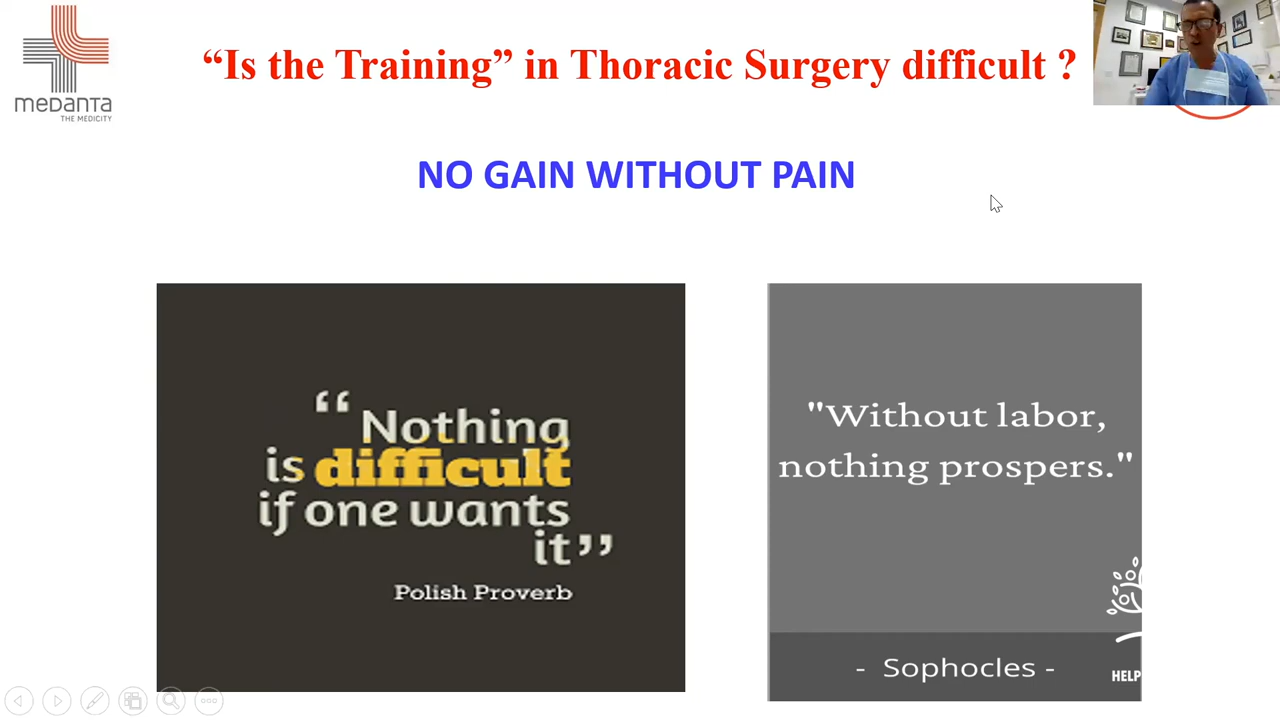 meDanTa
THE MEDICITY
“Is the Training” in Thoracic Surgery difficult ?
NO GAIN WITHOUT PAIN
“ Nothing
is difficult
if one wants
it ”
Polish Proverb
"Without labor,
nothing prospers."
- Sophocles -
HELP